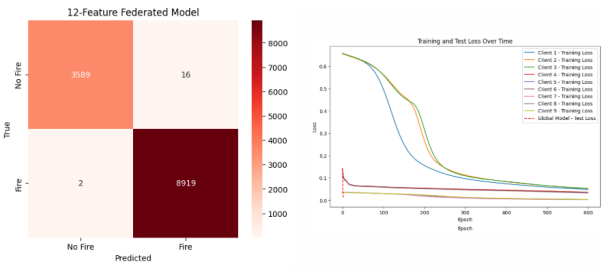 12-Feature Federated Model
No Fire
Fire
True
3589
16
2
8919
No Fire
Fire
Predicted
8000
7000
6000
5000
4000
3000
2000
1000
Training and Test Loss Over Time
Loss
0.6
0.5
0.4
0.3
0.2
0.1
0.0
0
100
200
300
400
500
600
Epoch
Epoch
Client 1 - Training Loss
Client 2 - Training Loss
Client 3 - Training Loss
Client 4 - Training Loss
Client 5 - Training Loss
Client 6 - Training Loss
Client 7 - Training Loss
Client 8 - Training Loss
Client 9 - Training Loss
Global Model - Test Loss